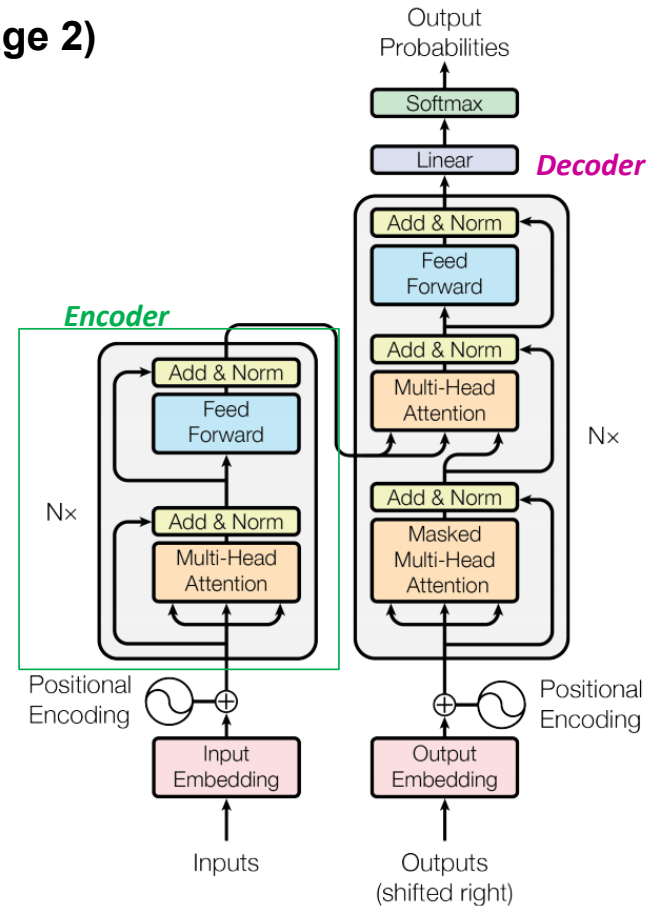 ge 2)
Output
Probabilities
Softmax
Linear
Decoder
Add & Norm
Feed
Forward
Add & Norm
Multi-Head
Attention
Nx
Add & Norm
Masked
Multi-Head
Attention
Positional
Encoding
Output
Embedding
Outputs
(shifted right)
Encoder
Add & Norm
Feed
Forward
Nx
Add & Norm
Multi-Head
Attention
Positional
Encoding
Input
Embedding
Inputs